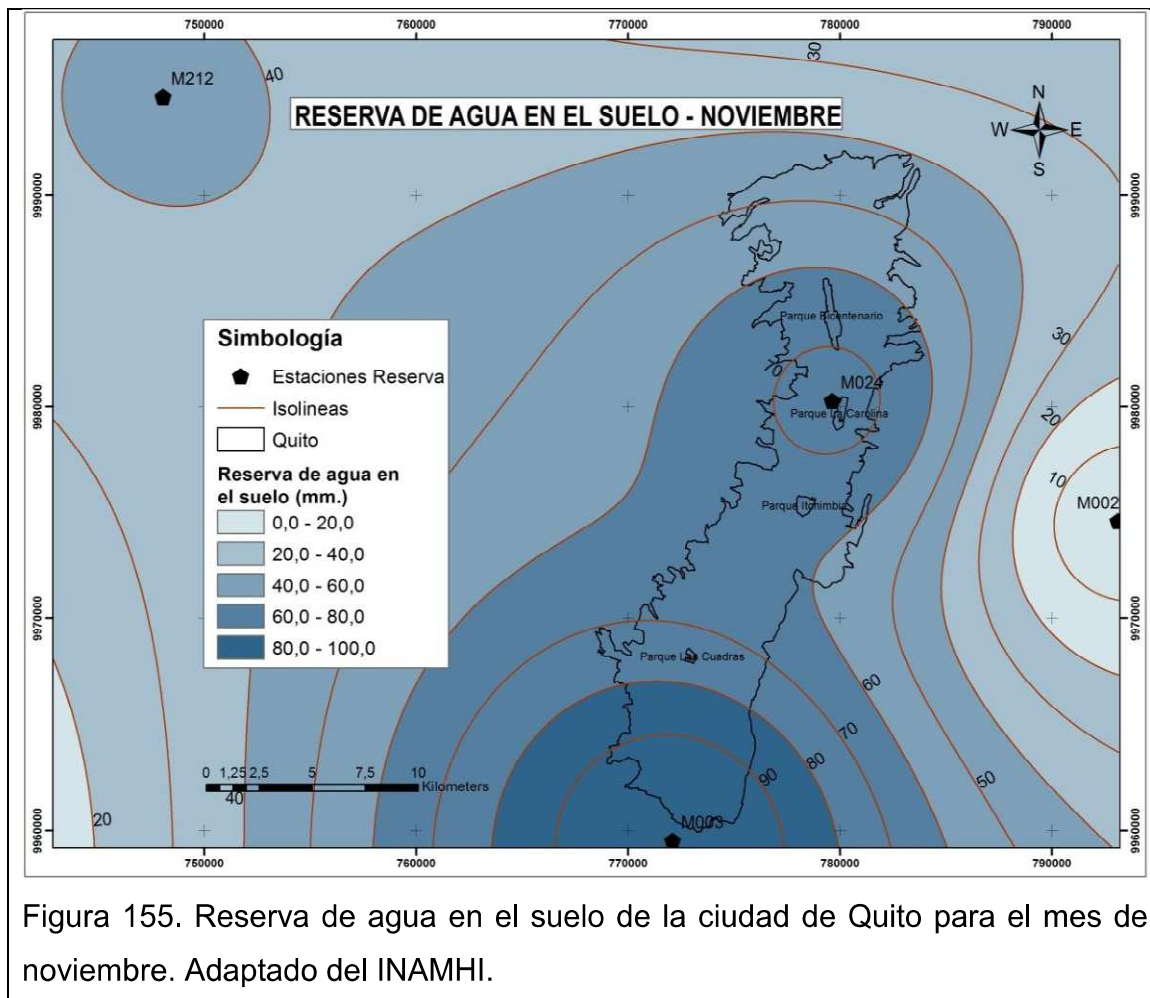 750000 760000 770000 780000 790000
30
40
M212
RESERVA DE AGUA EN EL SUELO - NOVIEMBRE
N
W E
S
9990000 9990000
Simbología
Estaciones Reserva
Isolineas
Quito
Reserva de agua en
el suelo (mm.)
0,0 - 20,0
20,0 - 40,0
40,0 - 60,0
60,0 - 80,0
80,0 - 100,0
Parque Bicentenario
30
70
M024
Parque La Carolina
9980000 9980000
20
10
M002
Parque Itchimbia
9970000 9970000
Parque Las Cuadras
60
70
80
90
50
0 1,25 2,5 5 7,5 10
Kilometers
40
20
M003
9960000 9960000
750000 760000 770000 780000 790000
Figura 155. Reserva de agua en el suelo de la ciudad de Quito para el mes de
noviembre. Adaptado del INAMHI.